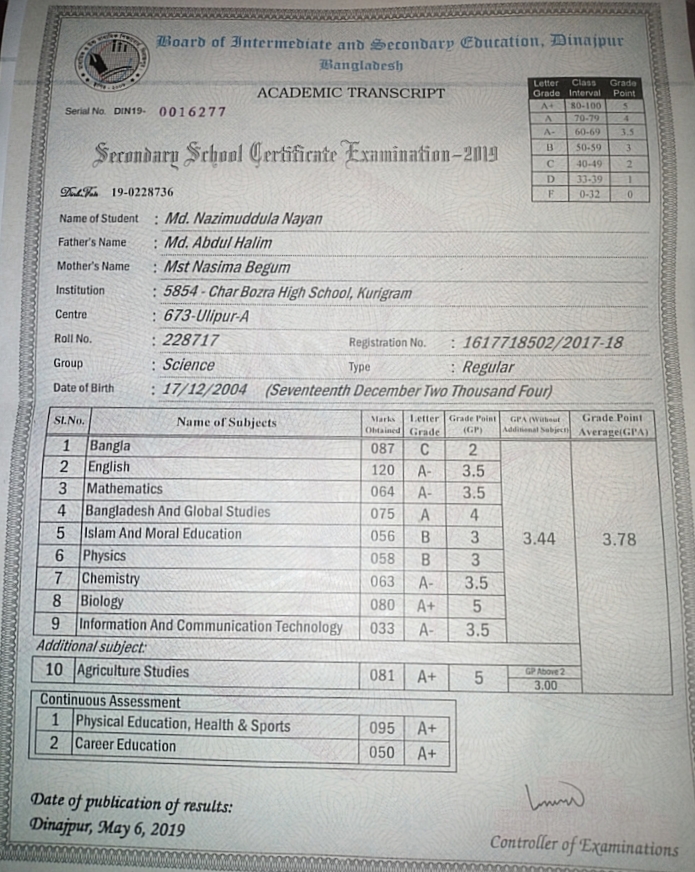 Board of Intermediate and Secondary Education, Dinajpur
Bangladesh
ACADEMIC TRANSCRIPT
Serial No. DIN19- 0016277
Letter Grade Class Interval Grade Point
A+ 80-100 5
A 70-79 4
A- 60-69 3.5
B 50-59 3
C 40-49 2
D 33-39 1
F 0-32 0
Secondary School Certificate Examination-2019
19-0228736
Name of Student : Md. Nazimuddula Nayan
Father's Name : Md. Abdul Halim
Mother's Name : Mst Nasima Begum
Institution : 5854 - Char Bozra High School, Kurigram
Centre : 673-Ulipur-A
Roll No. : 228717 Registration No. : 1617718502/2017-18
Group : Science Type : Regular
Date of Birth : 17/12/2004 (Seventeenth December Two Thousand Four)
Sl.No. Name of Subjects Marks Obtained Letter Grade Grade Point (GP) GPA (Without Additional Subject) Grade Point Average(GPA)
1 Bangla 087 C 2
2 English 120 A- 3.5
3 Mathematics 064 A- 3.5
4 Bangladesh And Global Studies 075 A 4
5 Islam And Moral Education 056 B 3 3.44 3.78
6 Physics 058 B 3
7 Chemistry 063 A- 3.5
8 Biology 080 A+ 5
9 Information And Communication Technology 033 A- 3.5
Additional subject:
10 Agriculture Studies 081 A+ 5 GP Above 2 3.00
Continuous Assessment
1 Physical Education, Health & Sports 095 A+
2 Career Education 050 A+
Date of publication of results:
Dinajpur, May 6, 2019
Controller of Examinations